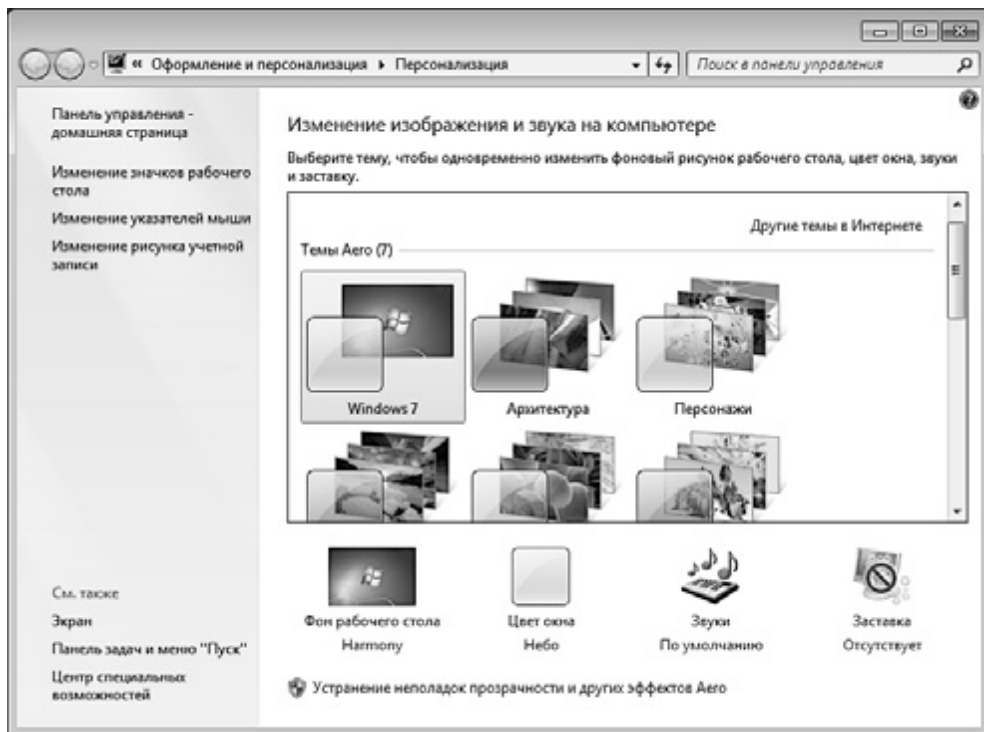 « Оформление и персонализация ▸ Персонализация
Поиск в панели управления
Панель управления -
домашняя страница
Изменение значков рабочего
стола
Изменение указателей мыши
Изменение рисунка учетной
записи
См. также
Экран
Панель задач и меню "Пуск"
Центр специальных
возможностей
Изменение изображения и звука на компьютере
Выберите тему, чтобы одновременно изменить фоновый рисунок рабочего стола, цвет окна, звуки
и заставку.
Другие темы в Интернете
Темы Aero (7)
Windows 7
Архитектура
Персонажи
Фон рабочего стола
Harmony
Цвет окна
Небо
Звуки
По умолчанию
Заставка
Отсутствует
Устранение неполадок прозрачности и других эффектов Aero